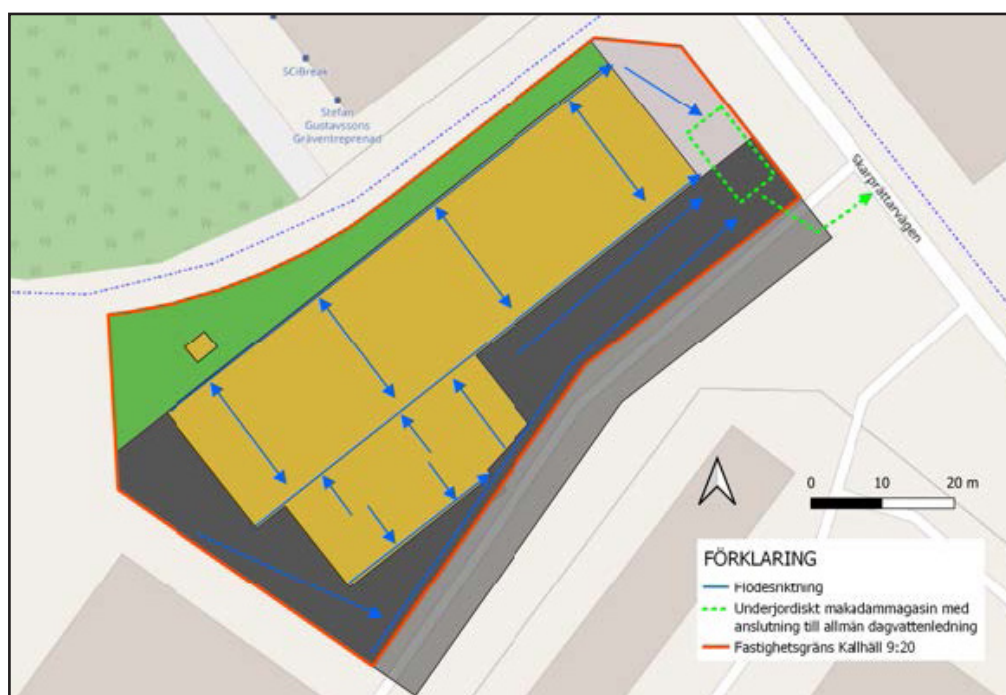 SCiBreak
Stefan
Gustavssons
Gräventreprenad
Skarprättarvägen
0 10 20 m
FÖRKLARING
Flödesriktning
Underjordiskt makadammagasin med
anslutning till allmän dagvattenledning
Fastighetsgräns Kallhäll 9:20